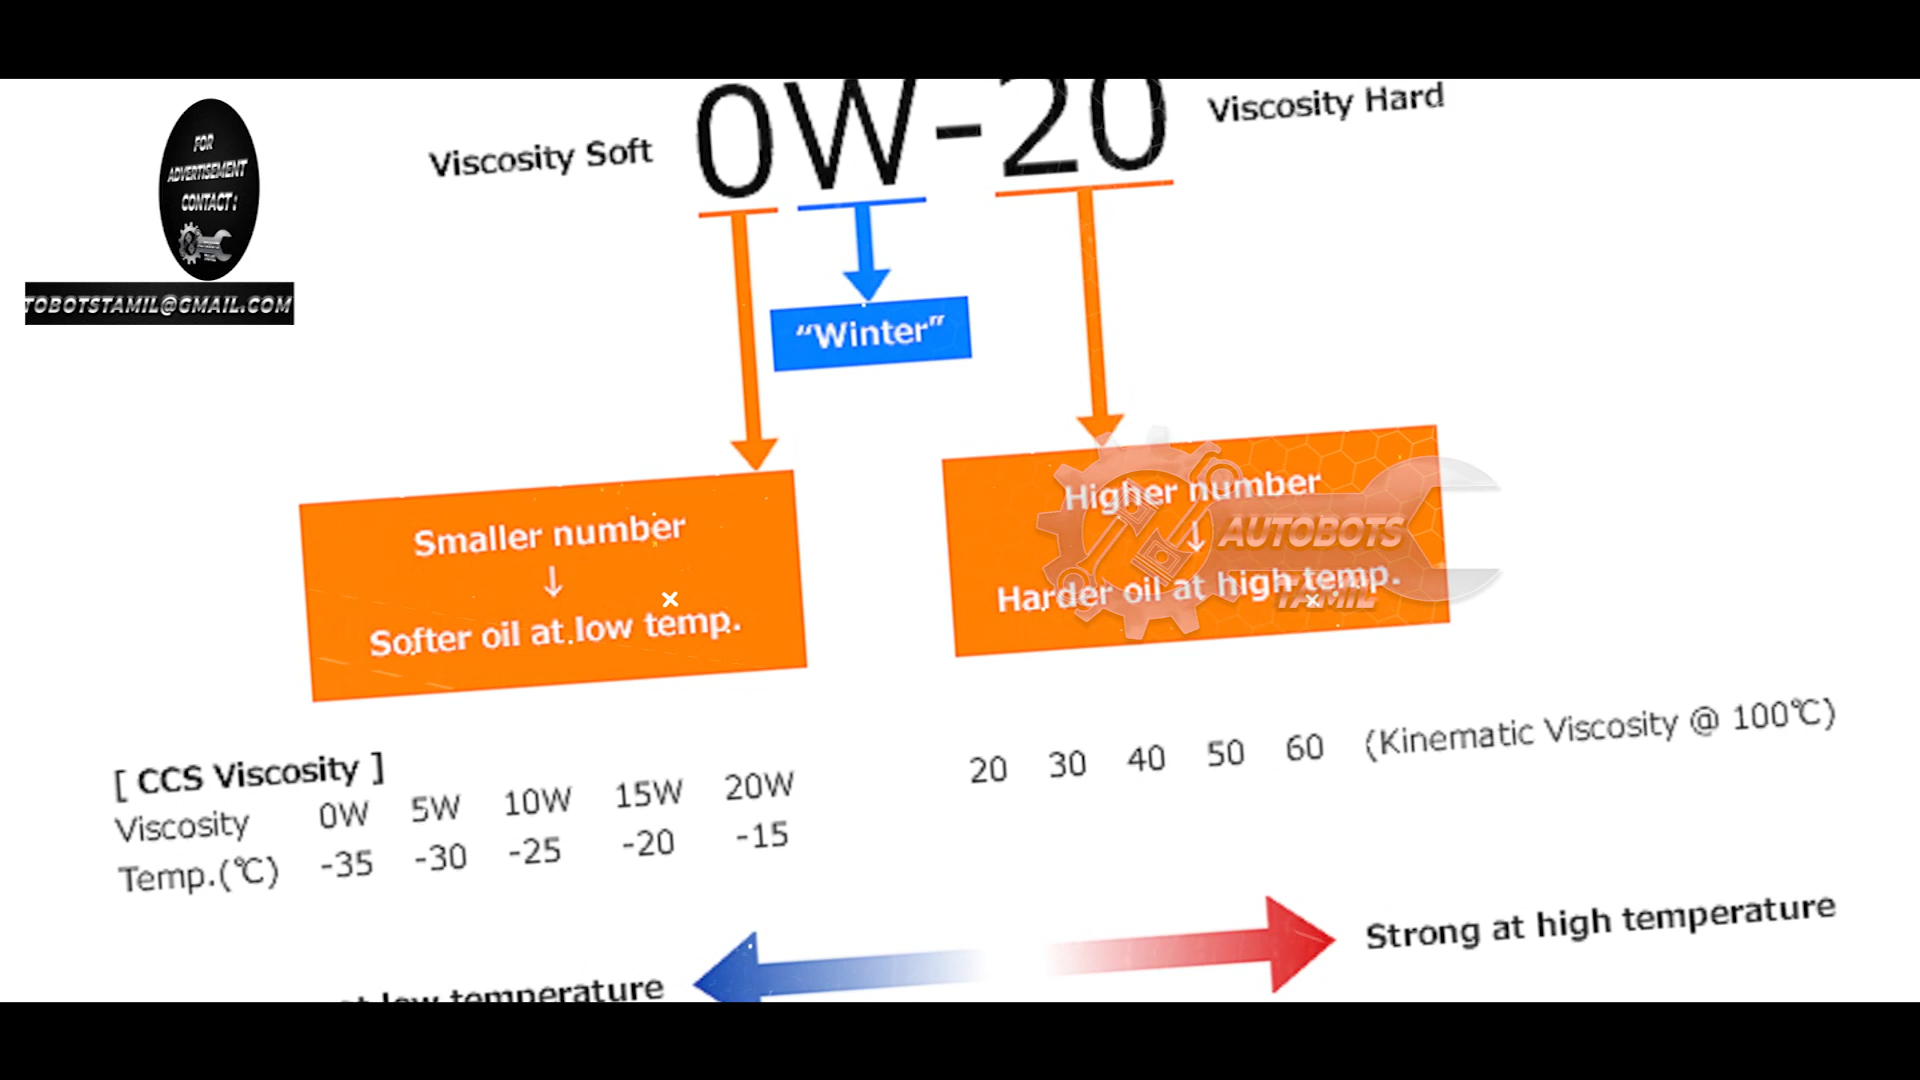 0W-20
Viscosity Soft
Viscosity Hard
FOR
ADVERTISEMENT
CONTACT :
TOBOTSTAMIL@GMAIL.COM
"Winter"
Smaller number
↓
Softer oil at low temp.
Higher number
↓
Harder oil at high temp.
AUTOBOTS
TAMIL
[ CCS Viscosity ]
Viscosity 0W 5W 10W 15W 20W
Temp.(℃) -35 -30 -25 -20 -15
20 30 40 50 60 (Kinematic Viscosity @ 100℃)
low temperature
Strong at high temperature